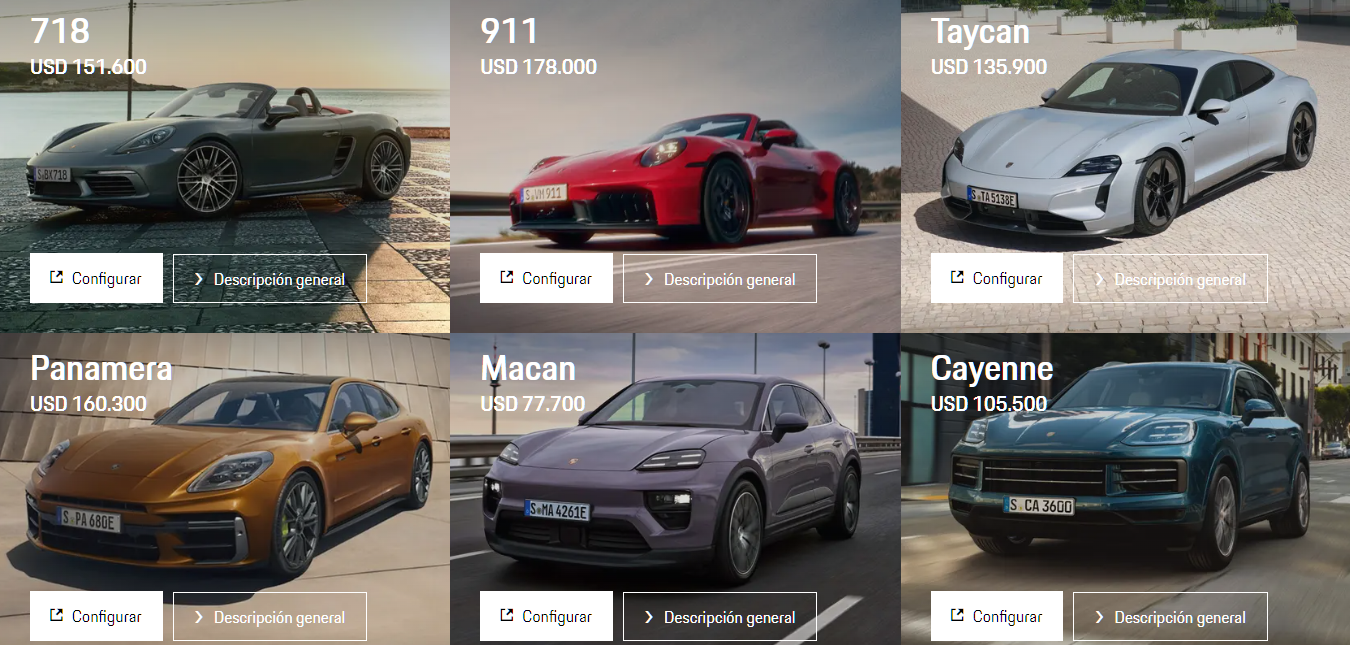 718
USD 151.600
S BX718
Configurar
Descripción general
911
USD 178.000
S VM 911
Configurar
Descripción general
Taycan
USD 135.900
S TA 5138E
Configurar
Descripción general
Panamera
USD 160.300
S PA 680E
Configurar
Descripción general
Macan
USD 77.700
S MA 4261E
Configurar
Descripción general
Cayenne
USD 105.500
S CA 3600
Configurar
Descripción general